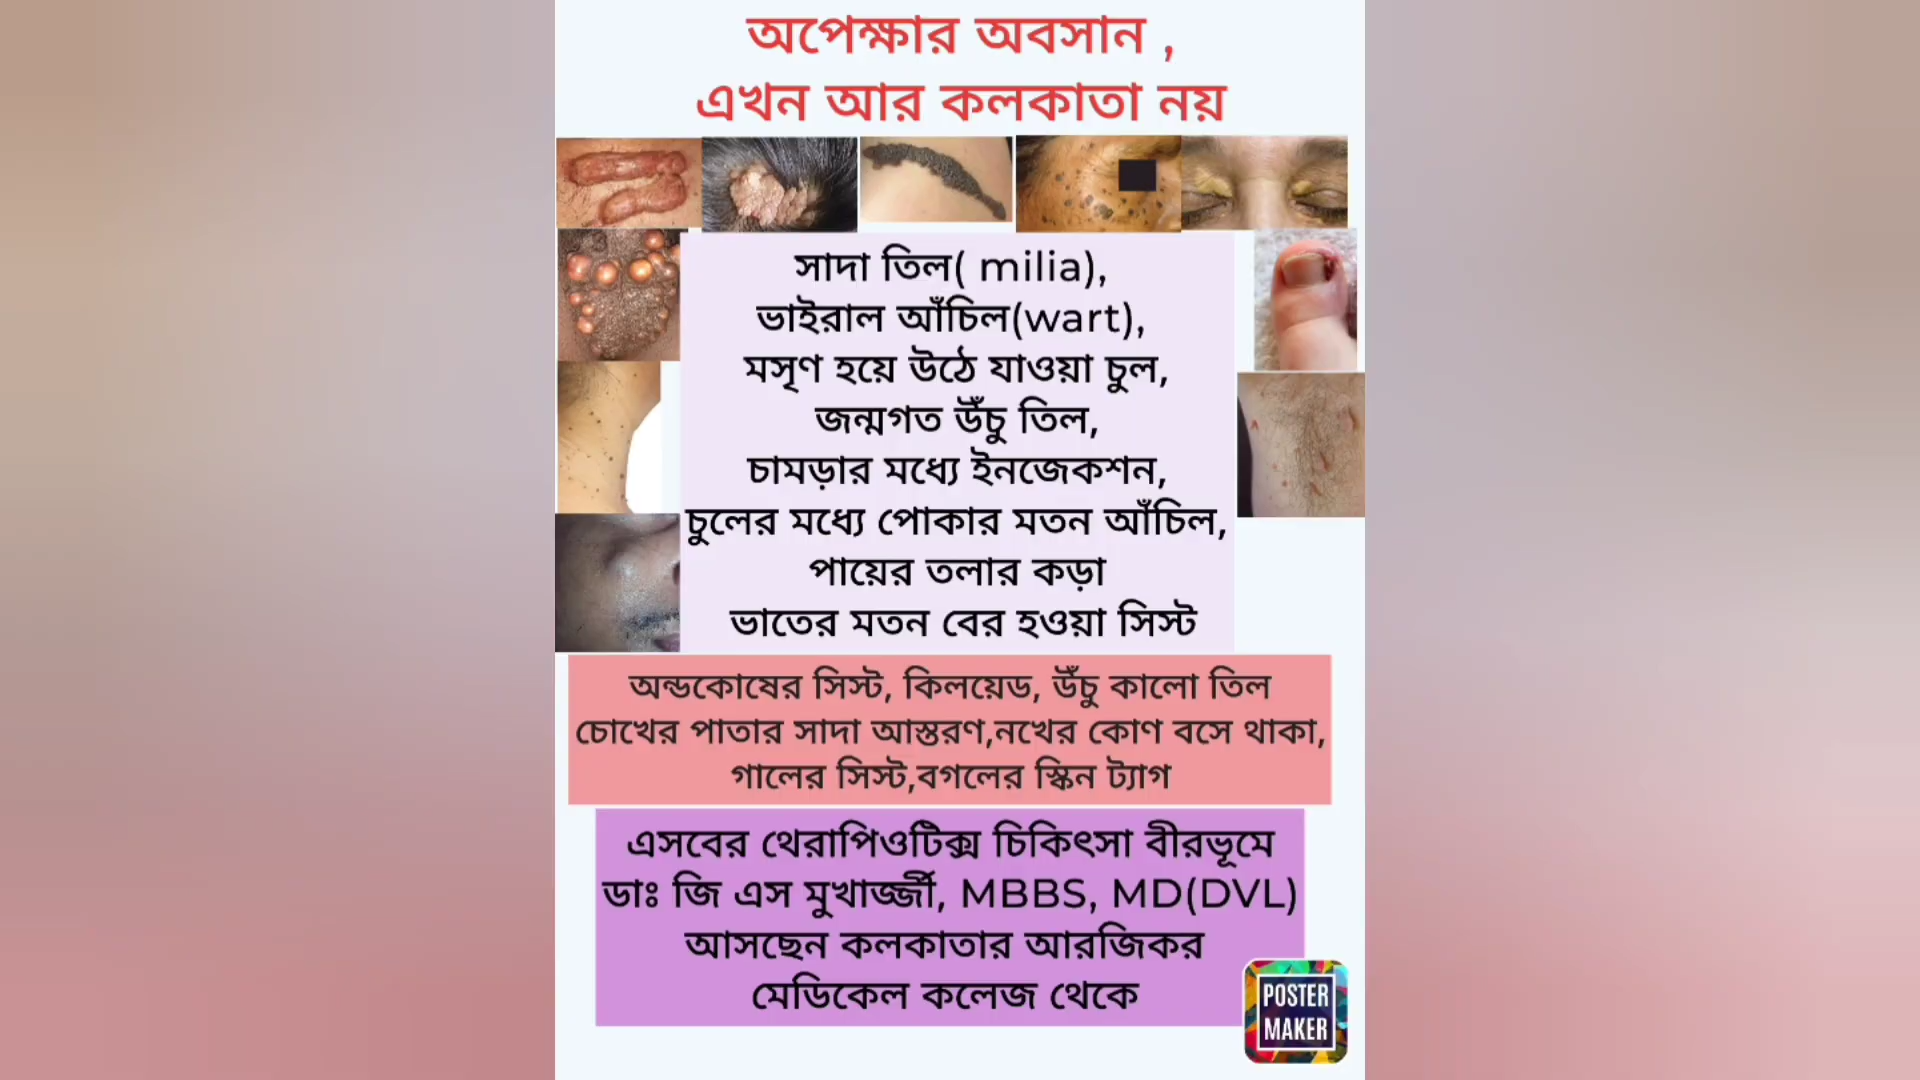 অপেক্ষার অবসান ,
এখন আর কলকাতা নয়
সাদা তিল( milia),
ভাইরাল আঁচিল(wart),
মসৃণ হয়ে উঠে যাওয়া চুল,
জন্মগত উঁচু তিল,
চামড়ার মধ্যে ইনজেকশন,
চুলের মধ্যে পোকার মতন আঁচিল,
পায়ের তলার কড়া
ভাতের মতন বের হওয়া সিস্ট
অন্ডকোষের সিস্ট, কিলয়েড, উঁচু কালো তিল
চোখের পাতার সাদা আস্তরণ,নখের কোণ বসে থাকা,
গালের সিস্ট,বগলের স্কিন ট্যাগ
এসবের থেরাপিওটিক্স চিকিৎসা বীরভূমে
ডাঃ জি এস মুখার্জ্জী, MBBS, MD(DVL)
আসছেন কলকাতার আরজিকর
মেডিকেল কলেজ থেকে
POSTER
MAKER